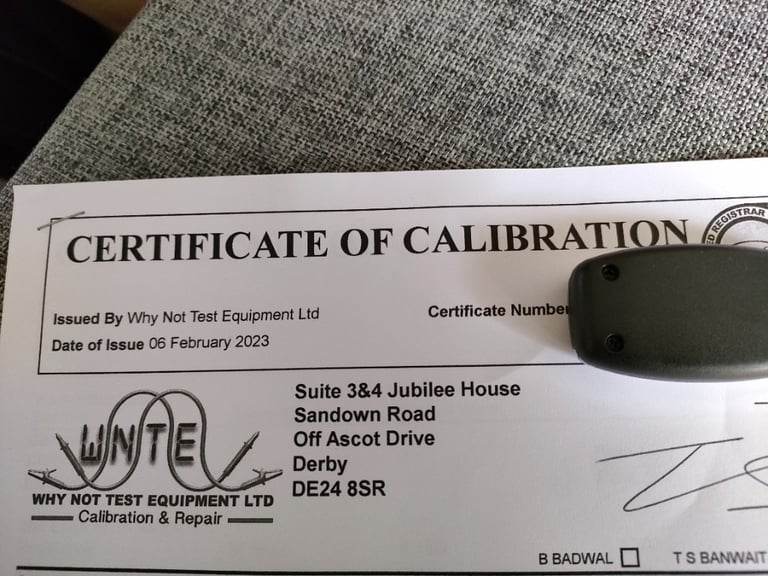 CERTIFICATE OF CALIBRATION
ED REGISTRAR
Issued By Why Not Test Equipment Ltd
Certificate Number
Date of Issue 06 February 2023
WNTE
WHY NOT TEST EQUIPMENT LTD
Calibration & Repair
Suite 3&4 Jubilee House
Sandown Road
Off Ascot Drive
Derby
DE24 8SR
B BADWAL
T S BANWAIT